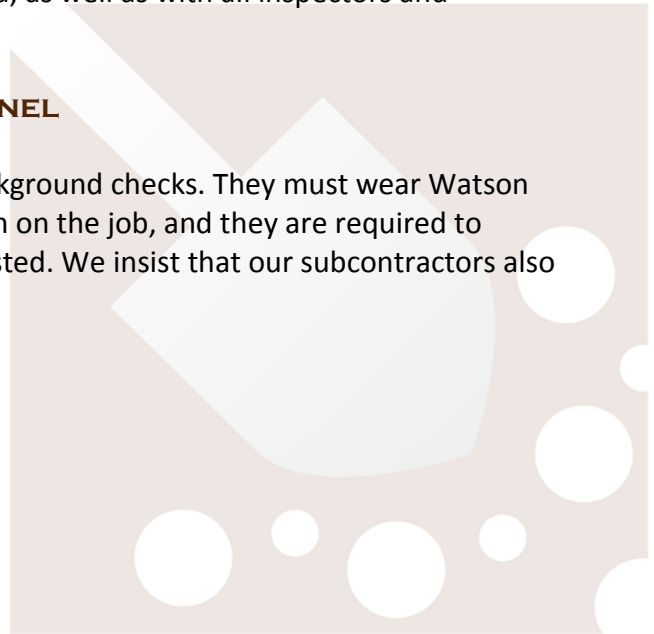 as well as with all inspectors and
kground checks. They must wear Watson
on the job, and they are required to
sted. We insist that our subcontractors also